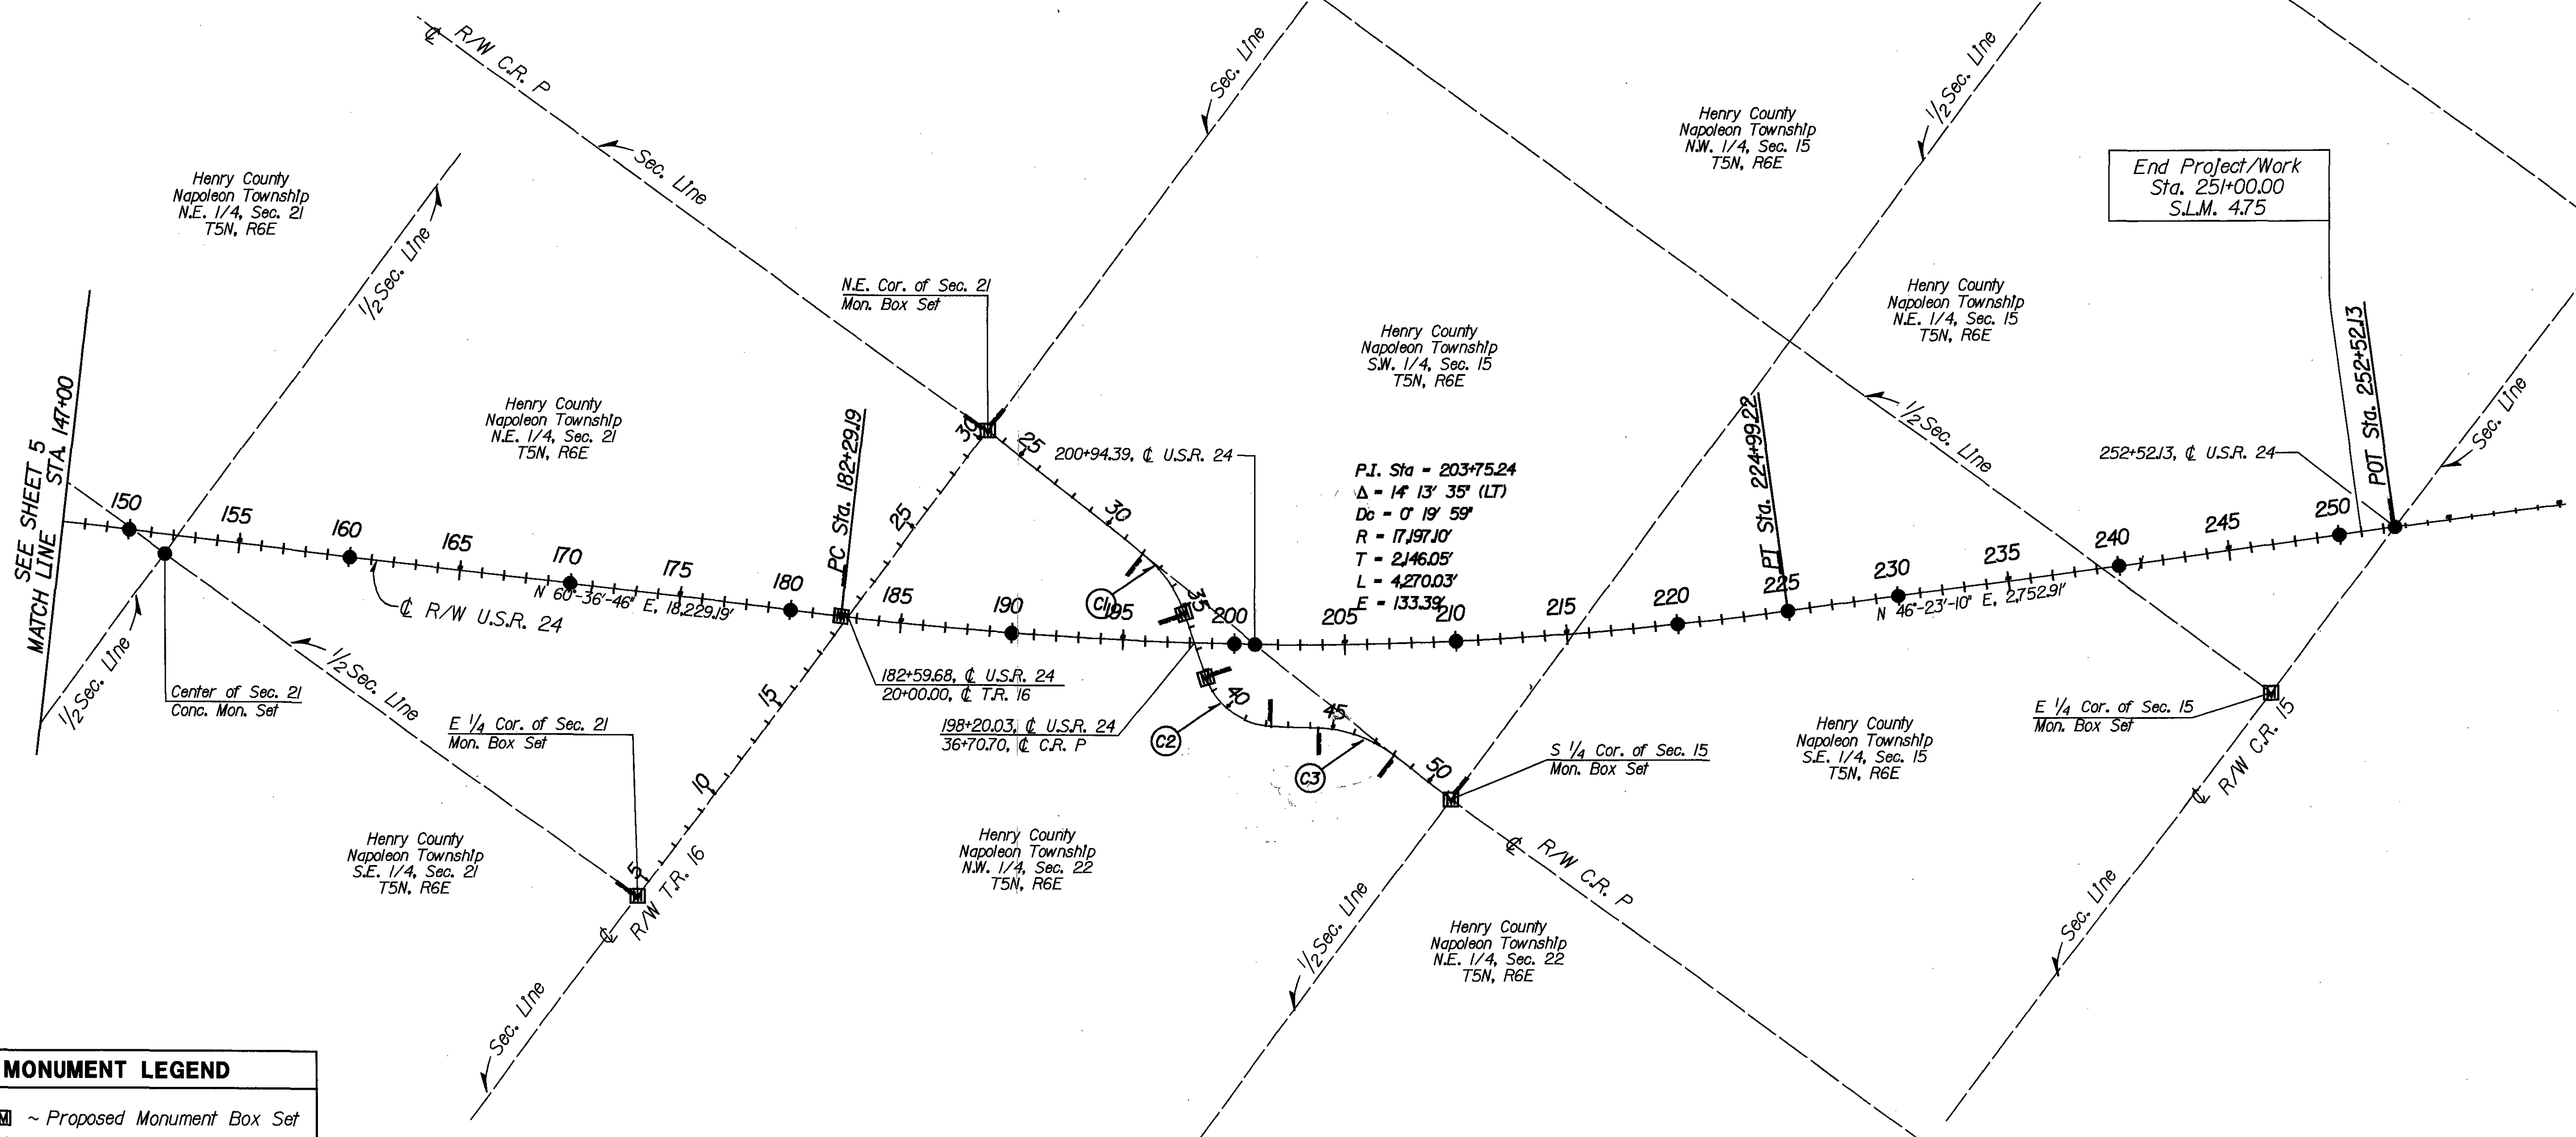 ℄ R/W C.R. P
Sec. Line
Sec. Line
1/2 Sec. Line
Henry County
Napoleon Township
N.W. 1/4, Sec. 15
T5N, R6E
End Project/Work
Sta. 251+00.00
S.L.M. 4.75
Henry County
Napoleon Township
N.E. 1/4, Sec. 21
T5N, R6E
1/2 Sec. Line
N.E. Cor. of Sec. 21
Mon. Box Set
Henry County
Napoleon Township
S.W. 1/4, Sec. 15
T5N, R6E
Henry County
Napoleon Township
N.E. 1/4, Sec. 15
T5N, R6E
Henry County
Napoleon Township
N.E. 1/4, Sec. 21
T5N, R6E
SEE SHEET 5
MATCH LINE STA. 147+00
PC Sta. 182+29.19
200+94.39, ℄ U.S.R. 24
P.I. Sta = 203+75.24
Δ = 14° 13' 35" (LT)
Dc = 0° 19' 59"
R = 17,197.10'
T = 2,146.05'
L = 4,270.03'
E = 133.39'
PT Sta. 224+99.22
1/2 Sec. Line
252+52.13, ℄ U.S.R. 24
POT Sta. 252+52.13
Sec. Line
150 155 160 165 170 175 180 185 190 195 200 205 210 215 220 225 230 235 240 245 250
N 60°-36'-46" E, 18,229.19'
℄ R/W U.S.R. 24
N 46°-23'-10" E, 2,752.91'
30
25
15
10
5
25
30
35
40
45
50
C1
C2
C3
1/2 Sec. Line
Center of Sec. 21
Conc. Mon. Set
1/2 Sec. Line
E 1/4 Cor. of Sec. 21
Mon. Box Set
182+59.68, ℄ U.S.R. 24
20+00.00, ℄ T.R. 16
198+20.03, ℄ U.S.R. 24
36+70.70, ℄ C.R. P
S 1/4 Cor. of Sec. 15
Mon. Box Set
Henry County
Napoleon Township
S.E. 1/4, Sec. 15
T5N, R6E
E 1/4 Cor. of Sec. 15
Mon. Box Set
℄ R/W C.R. 15
Henry County
Napoleon Township
S.E. 1/4, Sec. 21
T5N, R6E
℄ R/W T.R. 16
Henry County
Napoleon Township
N.W. 1/4, Sec. 22
T5N, R6E
℄ R/W C.R. P
Henry County
Napoleon Township
N.E. 1/4, Sec. 22
T5N, R6E
1/2 Sec. Line
Sec. Line
Sec. Line
MONUMENT LEGEND
M ~ Proposed Monument Box Set